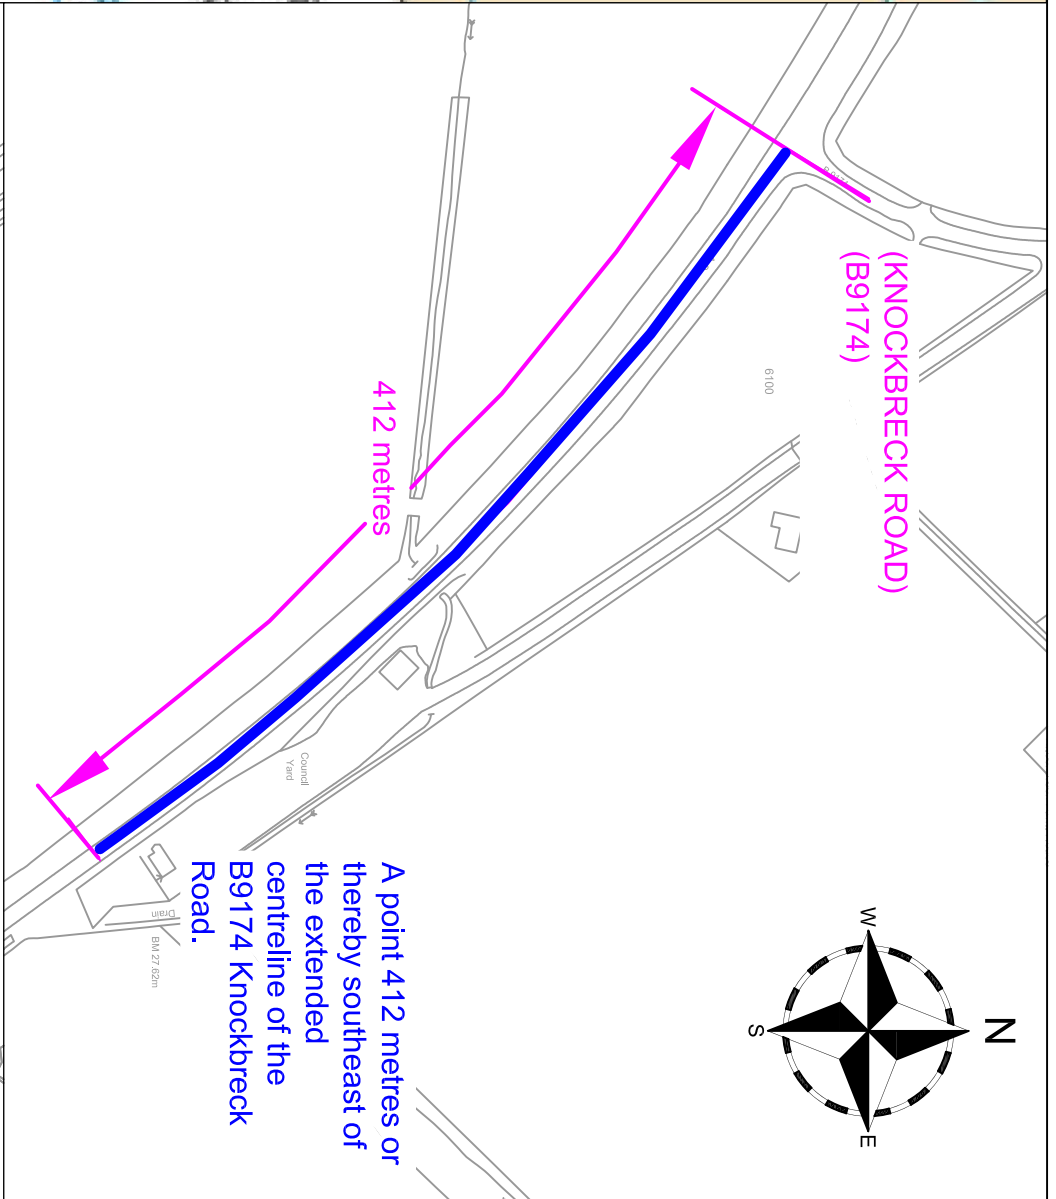 (KNOCKBRECK ROAD)
(B9174)
N
W
E
S
6100
412 metres
Council
Yard
A point 412 metres or
thereby southeast of
the extended
centreline of the
B9174 Knockbreck
Road.
Drain
BM 27.62m